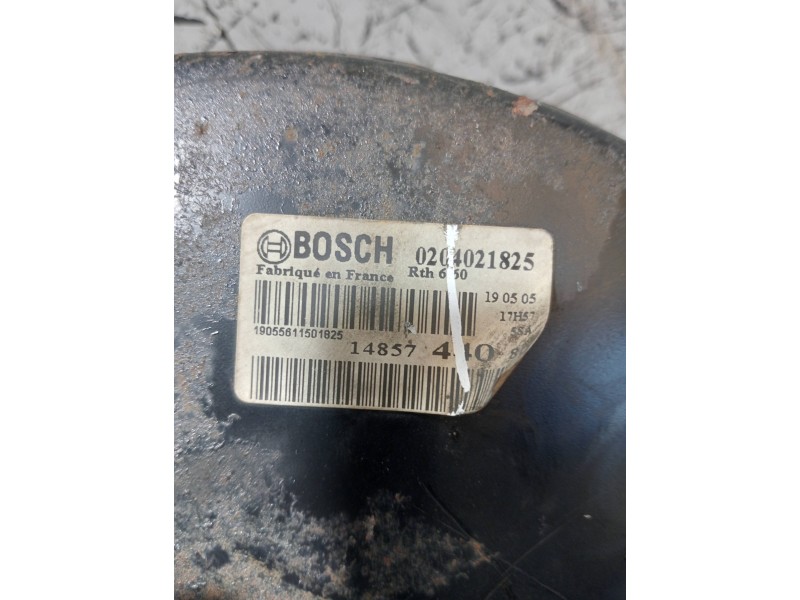 BOSCH 0204021825
Fabriqué en France Rth 6.50
19 05 05
17H57
19055611501825
14857 440